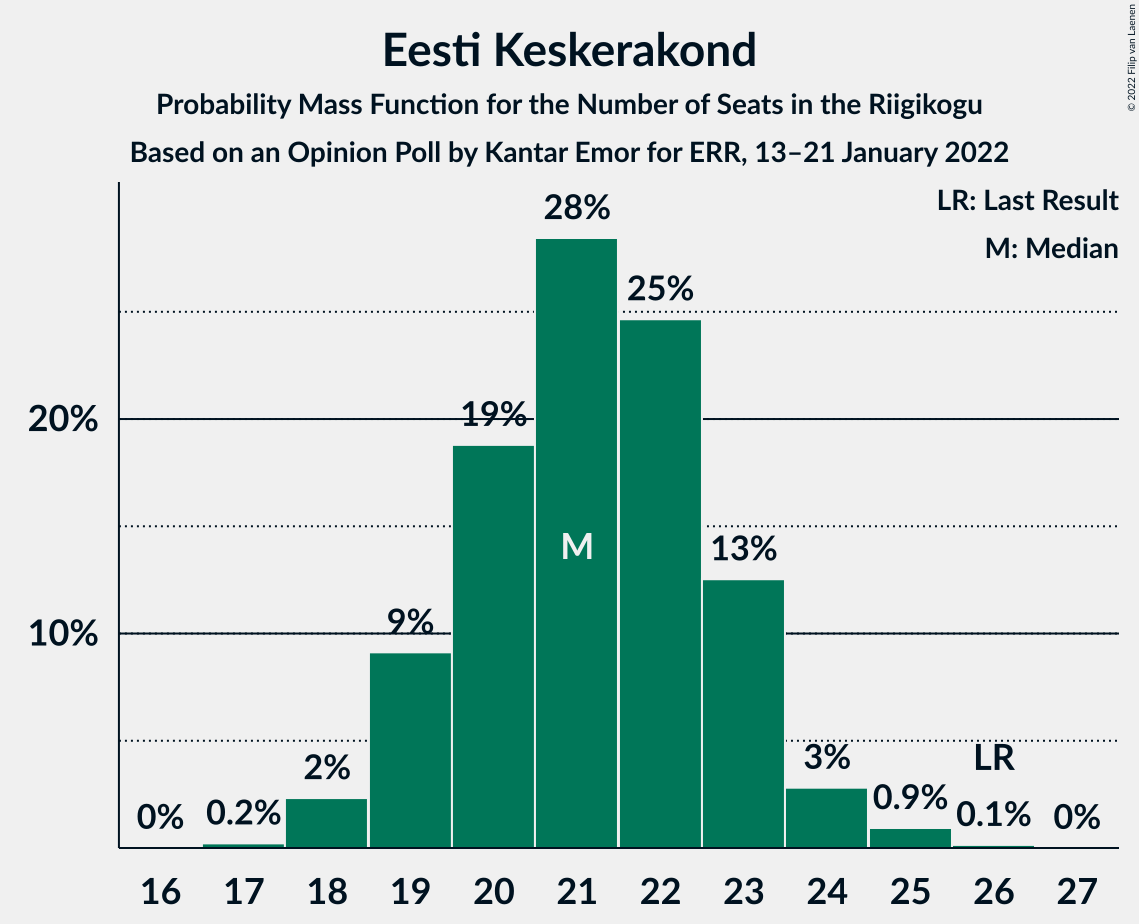 Eesti Keskerakond
Probability Mass Function for the Number of Seats in the Riigikogu
Based on an Opinion Poll by Kantar Emor for ERR, 13–21 January 2022
© 2022 Filip van Laenen
LR: Last Result
M: Median
28%
25%
20%
19%
M
13%
10%
9%
2%
3%
LR
0%
0.2%
0.9%
0.1%
0%
16 17 18 19 20 21 22 23 24 25 26 27